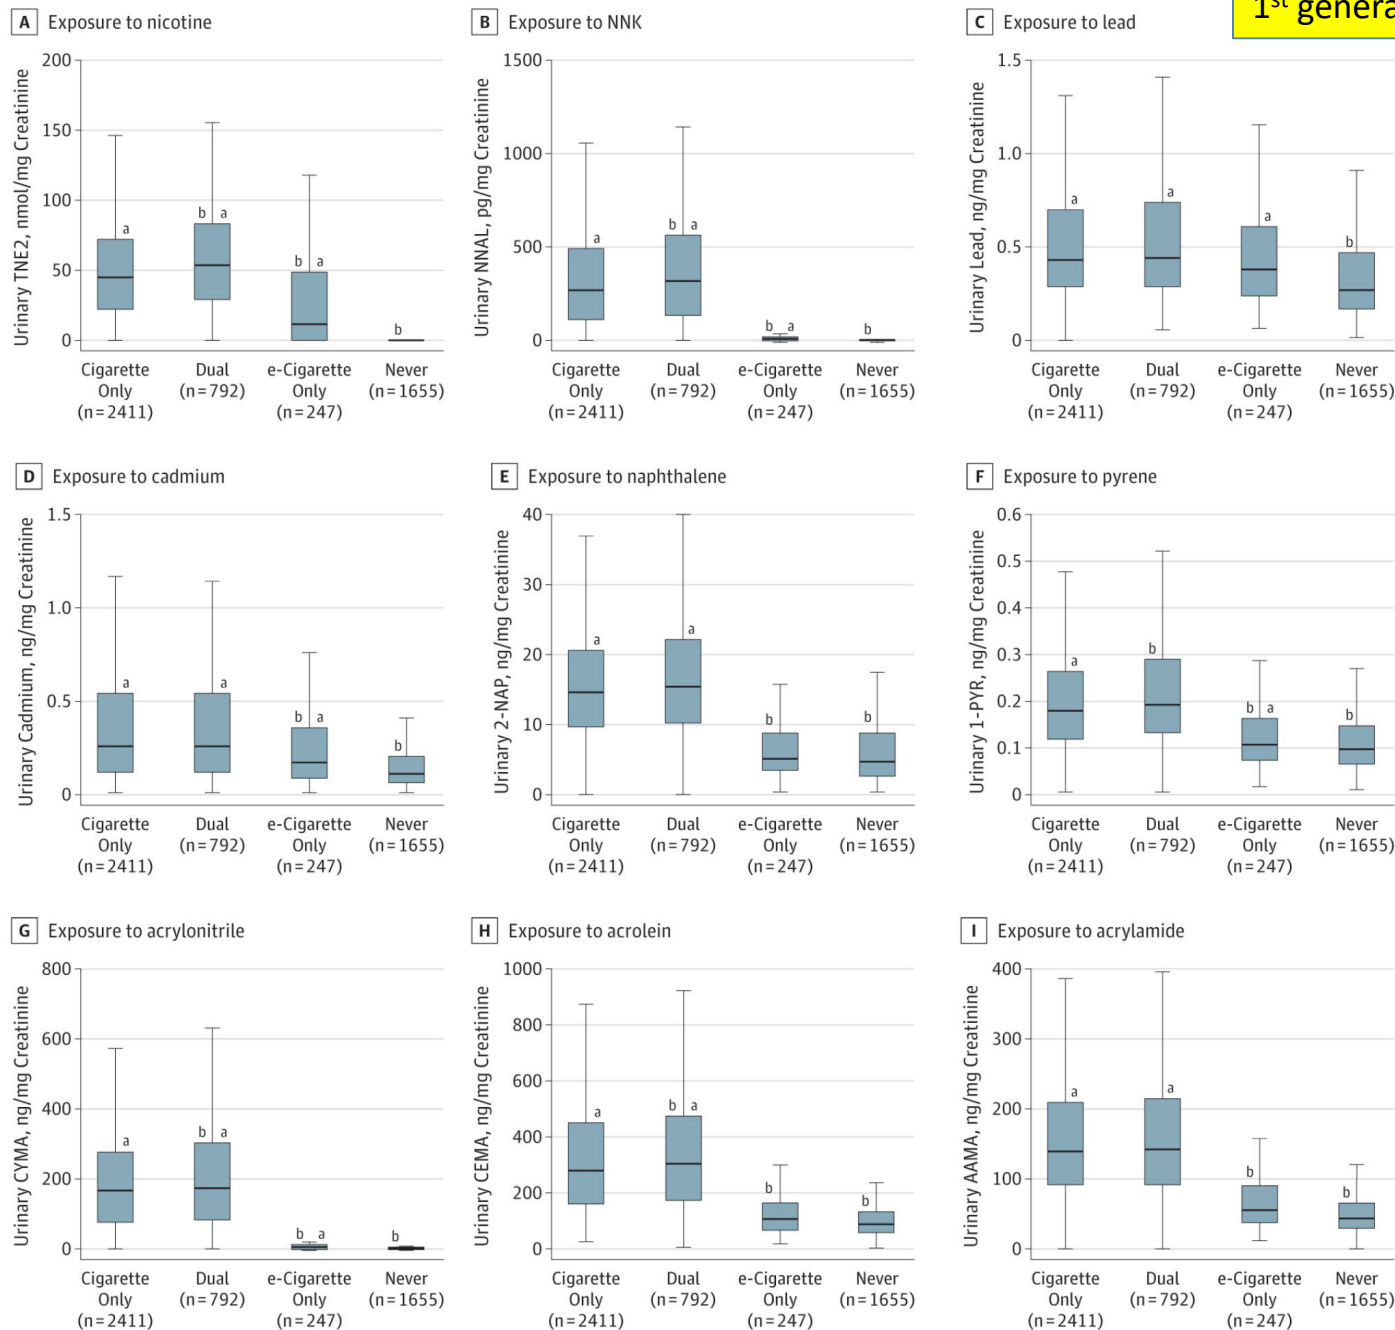 1st genera
A Exposure to nicotine
Urinary TNE2, nmol/mg Creatinine
200
150
100
50
0
a
b a
b a
b
Cigarette Dual e-Cigarette Never
Only (n=792) Only (n=1655)
(n=2411) (n=247)
B Exposure to NNK
Urinary NNAL, pg/mg Creatinine
1500
1000
500
0
a
b a
b a
b
Cigarette Dual e-Cigarette Never
Only (n=792) Only (n=1655)
(n=2411) (n=247)
C Exposure to lead
Urinary Lead, ng/mg Creatinine
1.5
1.0
0.5
0
a
a
a
b
Cigarette Dual e-Cigarette Never
Only (n=792) Only (n=1655)
(n=2411) (n=247)
D Exposure to cadmium
Urinary Cadmium, ng/mg Creatinine
1.5
1.0
0.5
0
a
a
b a
b
Cigarette Dual e-Cigarette Never
Only (n=792) Only (n=1655)
(n=2411) (n=247)
E Exposure to naphthalene
Urinary 2-NAP, ng/mg Creatinine
40
30
20
10
0
a
a
b
b
Cigarette Dual e-Cigarette Never
Only (n=792) Only (n=1655)
(n=2411) (n=247)
F Exposure to pyrene
Urinary 1-PYR, ng/mg Creatinine
0.6
0.5
0.4
0.3
0.2
0.1
0
a
b
b a
b
Cigarette Dual e-Cigarette Never
Only (n=792) Only (n=1655)
(n=2411) (n=247)
G Exposure to acrylonitrile
Urinary CYMA, ng/mg Creatinine
800
600
400
200
0
a
b a
b a
b
Cigarette Dual e-Cigarette Never
Only (n=792) Only (n=1655)
(n=2411) (n=247)
H Exposure to acrolein
Urinary CEMA, ng/mg Creatinine
1000
800
600
400
200
0
a
b a
b
b
Cigarette Dual e-Cigarette Never
Only (n=792) Only (n=1655)
(n=2411) (n=247)
I Exposure to acrylamide
Urinary AAMA, ng/mg Creatinine
400
300
200
100
0
a
a
b
b
Cigarette Dual e-Cigarette Never
Only (n=792) Only (n=1655)
(n=2411) (n=247)